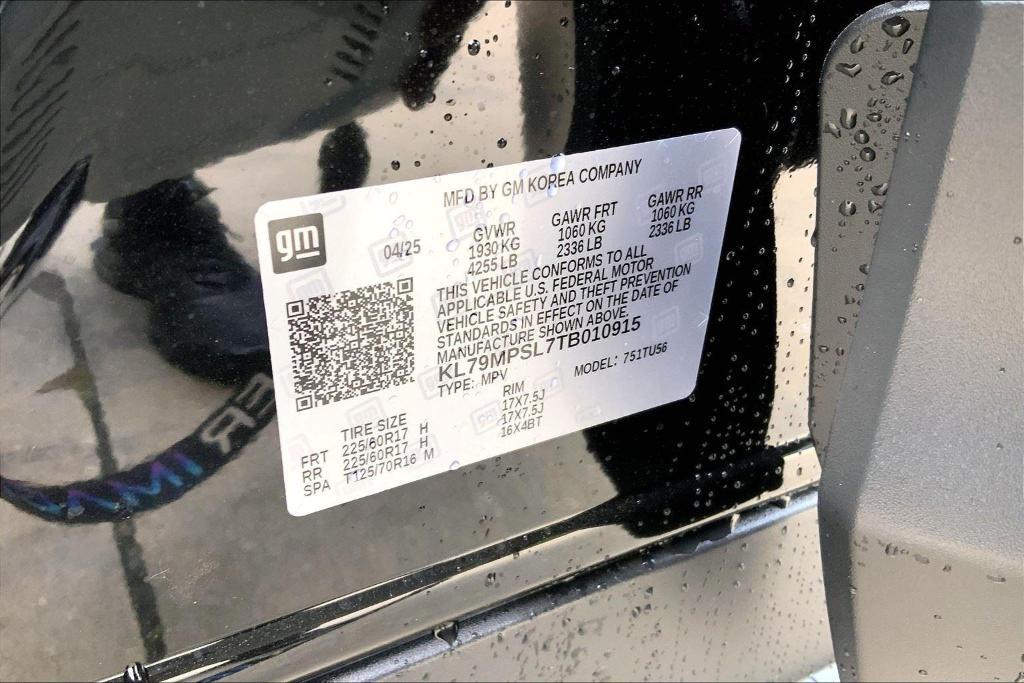 MFD BY GM KOREA COMPANY
gm
04/25
GVWR GAWR FRT GAWR RR
1930 KG 1060 KG 1060 KG
4255 LB 2336 LB 2336 LB
THIS VEHICLE CONFORMS TO ALL
APPLICABLE U.S. FEDERAL MOTOR
VEHICLE SAFETY AND THEFT PREVENTION
STANDARDS IN EFFECT ON THE DATE OF
MANUFACTURE SHOWN ABOVE.
KL79MPSL7TB010915
TYPE: MPV MODEL: 751TU56
TIRE SIZE RIM
FRT 225/60R17 H 17X7.5J
RR 225/60R17 H 17X7.5J
SPA T125/70R16 M 16X4BT